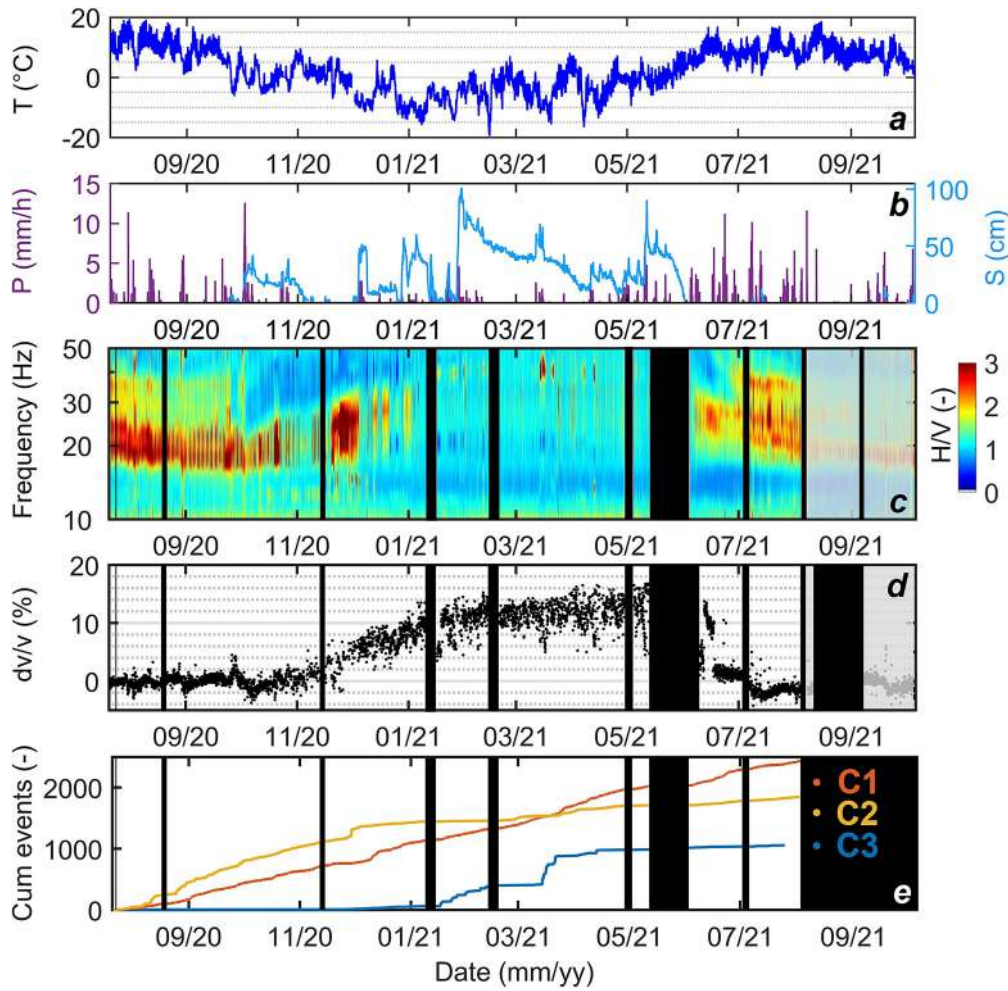 20
T (°C)
0
-20
a
09/20 11/20 01/21 03/21 05/21 07/21 09/21
15
P (mm/h)
10
5
0
b
100
S (cm)
50
0
09/20 11/20 01/21 03/21 05/21 07/21 09/21
50
Frequency (Hz)
30
20
10
c
3
H/V (-)
2
1
0
09/20 11/20 01/21 03/21 05/21 07/21 09/21
20
dv/v (%)
10
0
d
09/20 11/20 01/21 03/21 05/21 07/21 09/21
Cum events (-)
2000
1000
0
C1
C2
C3
e
09/20 11/20 01/21 03/21 05/21 07/21 09/21
Date (mm/yy)